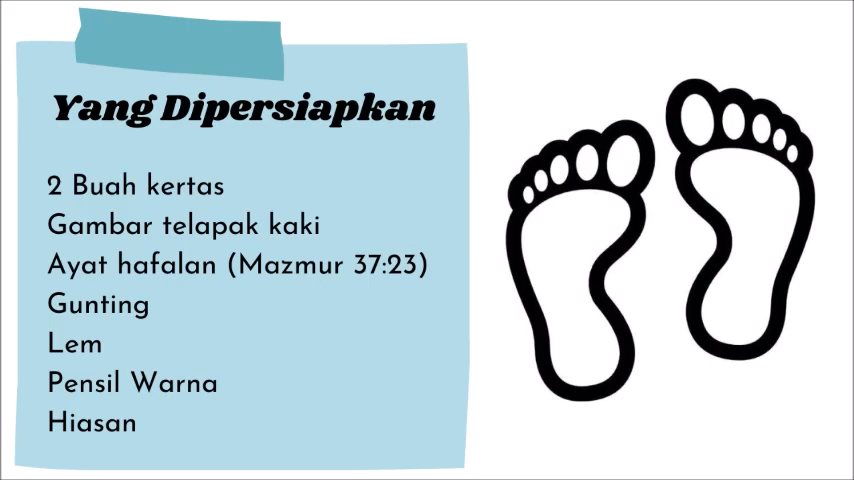 Yang Dipersiapkan
2 Buah kertas
Gambar telapak kaki
Ayat hafalan (Mazmur 37:23)
Gunting
Lem
Pensil Warna
Hiasan